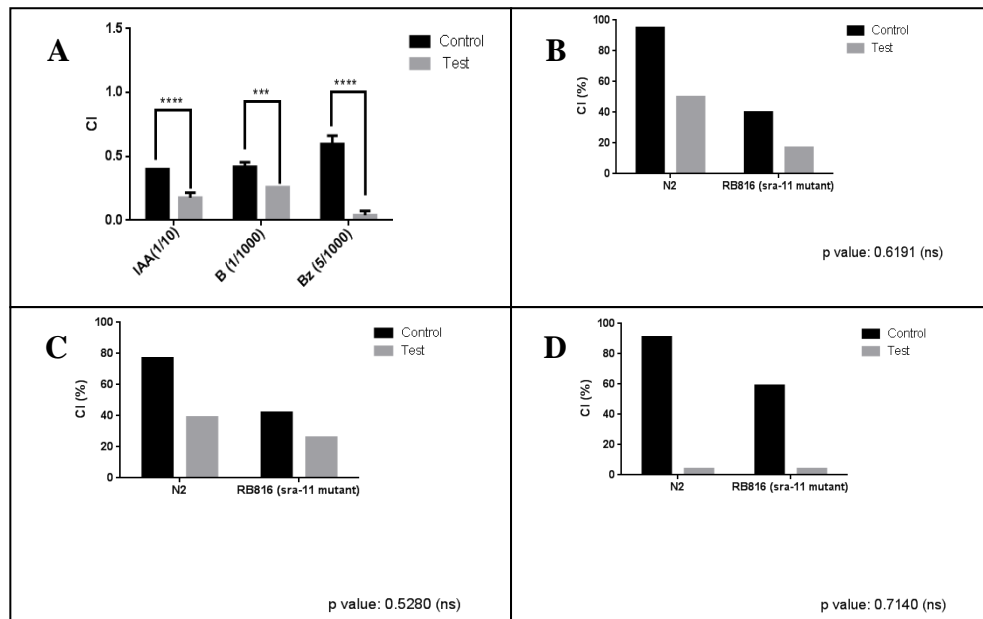 A
1.5
1.0
0.5
0.0
CI
Control
Test
****
***
****
IAA(1/10)
B (1/1000)
Bz (5/1000)
B
100
80
60
40
20
0
CI (%)
Control
Test
N2
RB816 (sra-11 mutant)
p value: 0.6191 (ns)
C
100
80
60
40
20
0
CI (%)
Control
Test
N2
RB816 (sra-11 mutant)
p value: 0.5280 (ns)
D
100
80
60
40
20
0
CI (%)
Control
Test
N2
RB816 (sra-11 mutant)
p value: 0.7140 (ns)